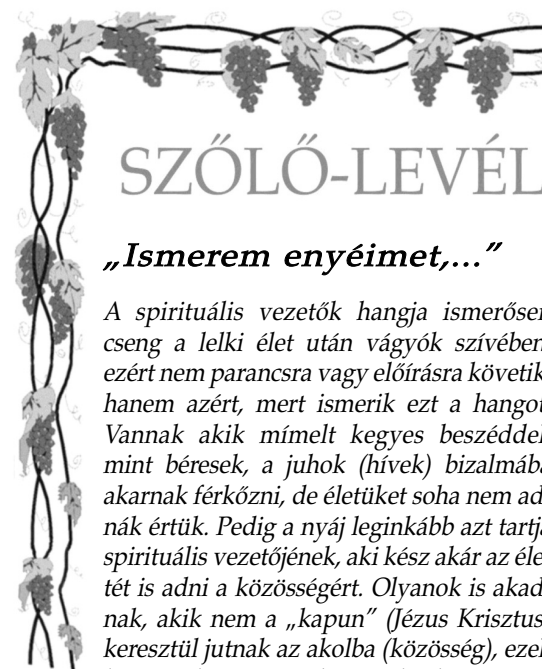 SZŐLŐ-LEVÉL
„Ismerem enyéimet,...”
A spirituális vezetők hangja
cseng a lelki élet után vágyók szívében
ezért nem parancsra vagy előírásra követik
hanem azért, mert ismerik ezt a hangot
Vannak akik mímelt kegyes beszéddel
mint béresek, a juhok (hívek) bizalmába
akarnak férkőzni, de életüket soha nem ad
nák értük. Pedig a nyáj leginkább azt tartja
spirituális vezetőjének, aki kész akár az éle
tét is adni a közösségért. Olyanok is akad
nak, akik nem a „kapun” (Jézus Krisztus
keresztül jutnak az akolba (közösség),